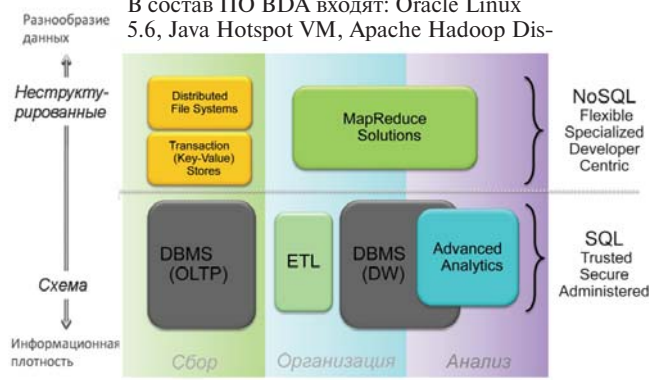 В состав ПО BDA входят: Oracle Linux
5.6, Java Hotspot VM, Apache Hadoop Dis-
Разнообразие
данных
Неструкту-
рированные
Схема
Информационная
плотность
Distributed
File Systems
Transaction
(Key-Value)
Stores
MapReduce
Solutions
NoSQL
Flexible
Specialized
Developer
Centric
DBMS
(OLTP)
ETL
DBMS
(DW)
Advanced
Analytics
SQL
Trusted
Secure
Administered
Сбор
Организация
Анализ